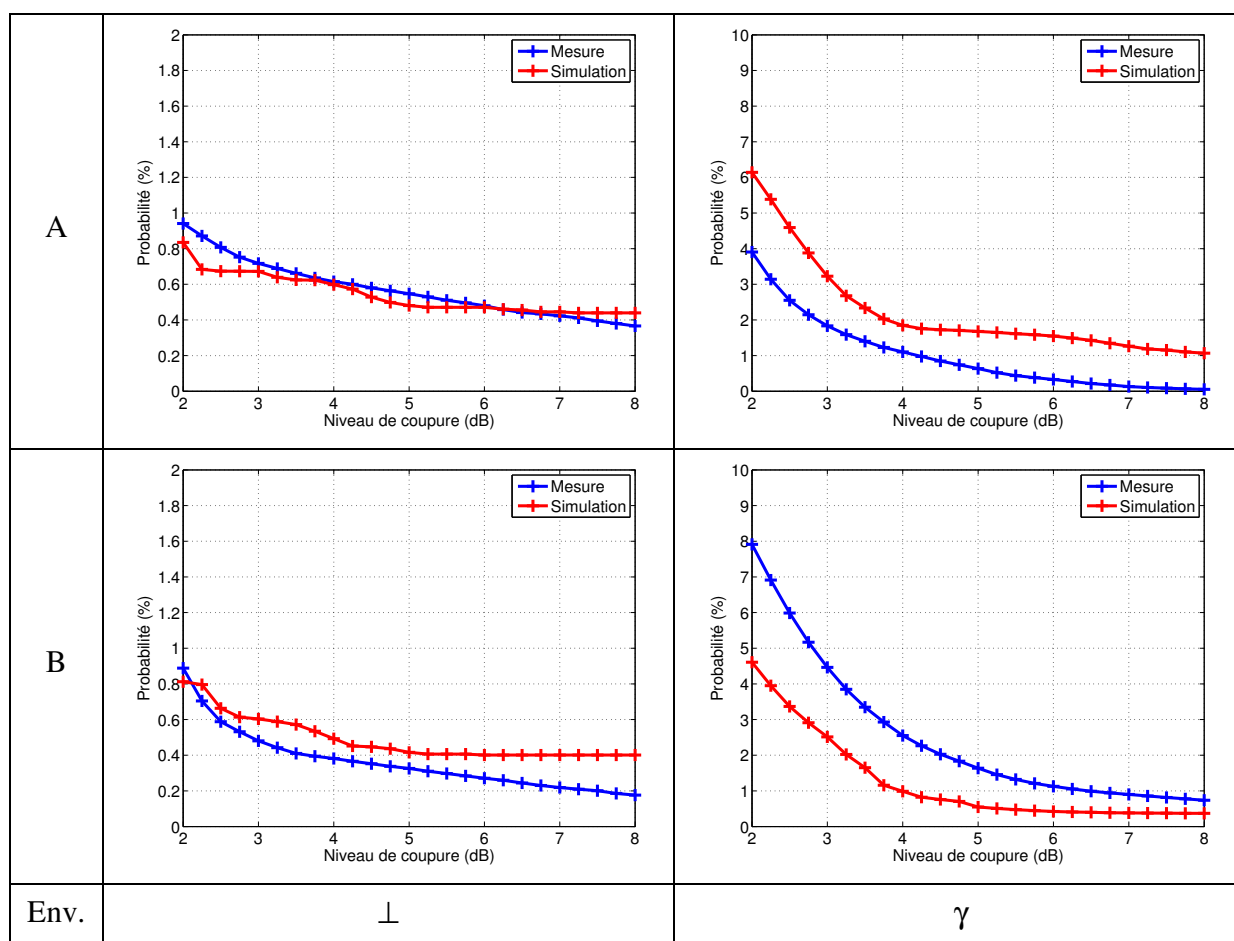 A
2
1.8
1.6
1.4
1.2
1
0.8
0.6
0.4
0.2
0
2 3 4 5 6 7 8
Probabilité (%)
Niveau de coupure (dB)
Mesure
Simulation
10
9
8
7
6
5
4
3
2
1
0
2 3 4 5 6 7 8
Probabilité (%)
Niveau de coupure (dB)
Mesure
Simulation
B
2
1.8
1.6
1.4
1.2
1
0.8
0.6
0.4
0.2
0
2 3 4 5 6 7 8
Probabilité (%)
Niveau de coupure (dB)
Mesure
Simulation
10
9
8
7
6
5
4
3
2
1
0
2 3 4 5 6 7 8
Probabilité (%)
Niveau de coupure (dB)
Mesure
Simulation
Env. ⊥ γ